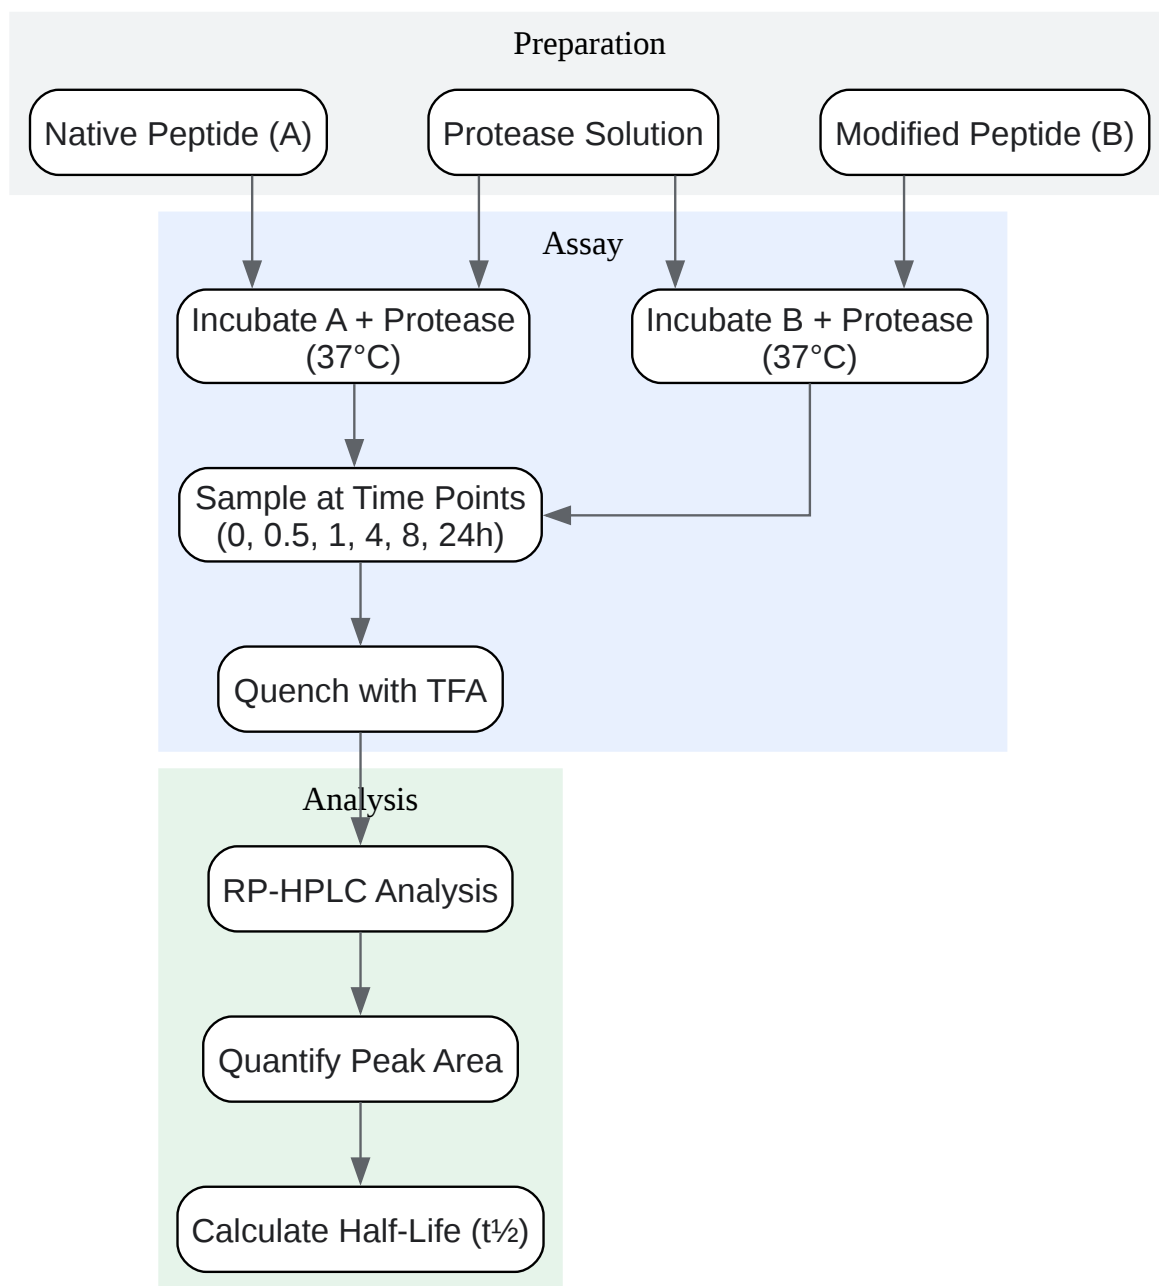 Preparation
Native Peptide (A)
Protease Solution
Modified Peptide (B)
Assay
Incubate A + Protease
(37°C)
Incubate B + Protease
(37°C)
Sample at Time Points
(0, 0.5, 1, 4, 8, 24h)
Quench with TFA
Analysis
RP-HPLC Analysis
Quantify Peak Area
Calculate Half-Life (t½)